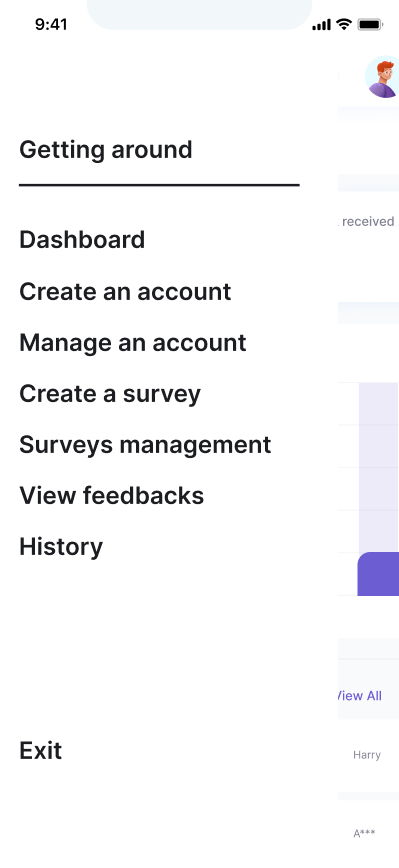 9:41
Getting around
received
Dashboard
Create an account
Manage an account
Create a survey
Surveys management
View feedbacks
History
View All
Exit
Harry
A***